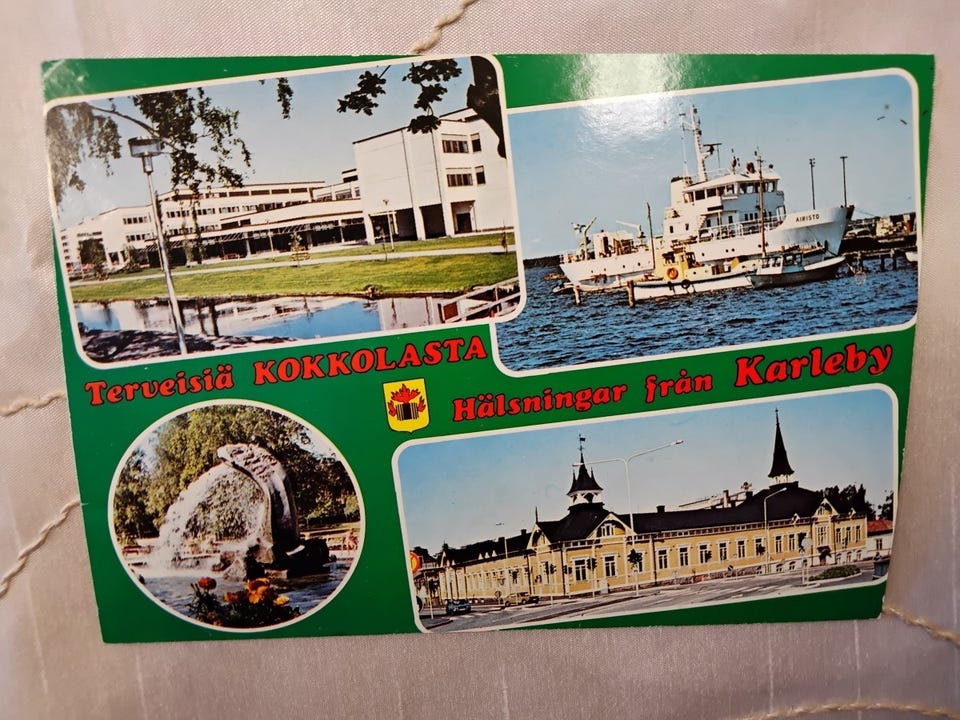 AIRISTO
Terveisiä KOKKOLASTA
Hälsningar från Karleby